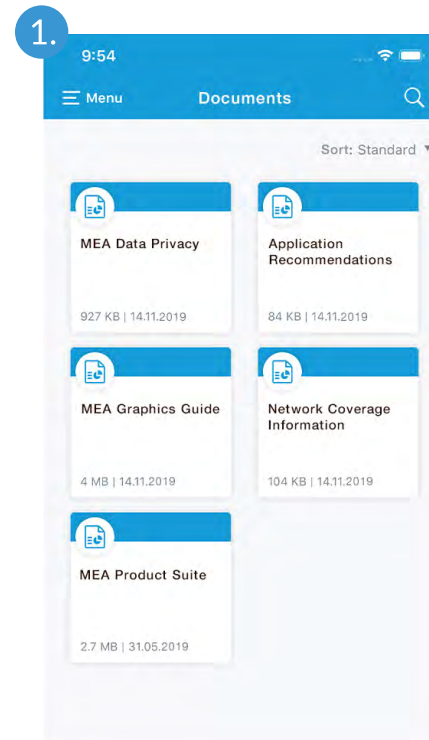 1.
9:54
Menu
Documents
Sort: Standard
MEA Data Privacy
927 KB | 14.11.2019
Application
Recommendations
84 KB | 14.11.2019
MEA Graphics Guide
4 MB | 14.11.2019
Network Coverage
Information
104 KB | 14.11.2019
MEA Product Suite
2.7 MB | 31.05.2019